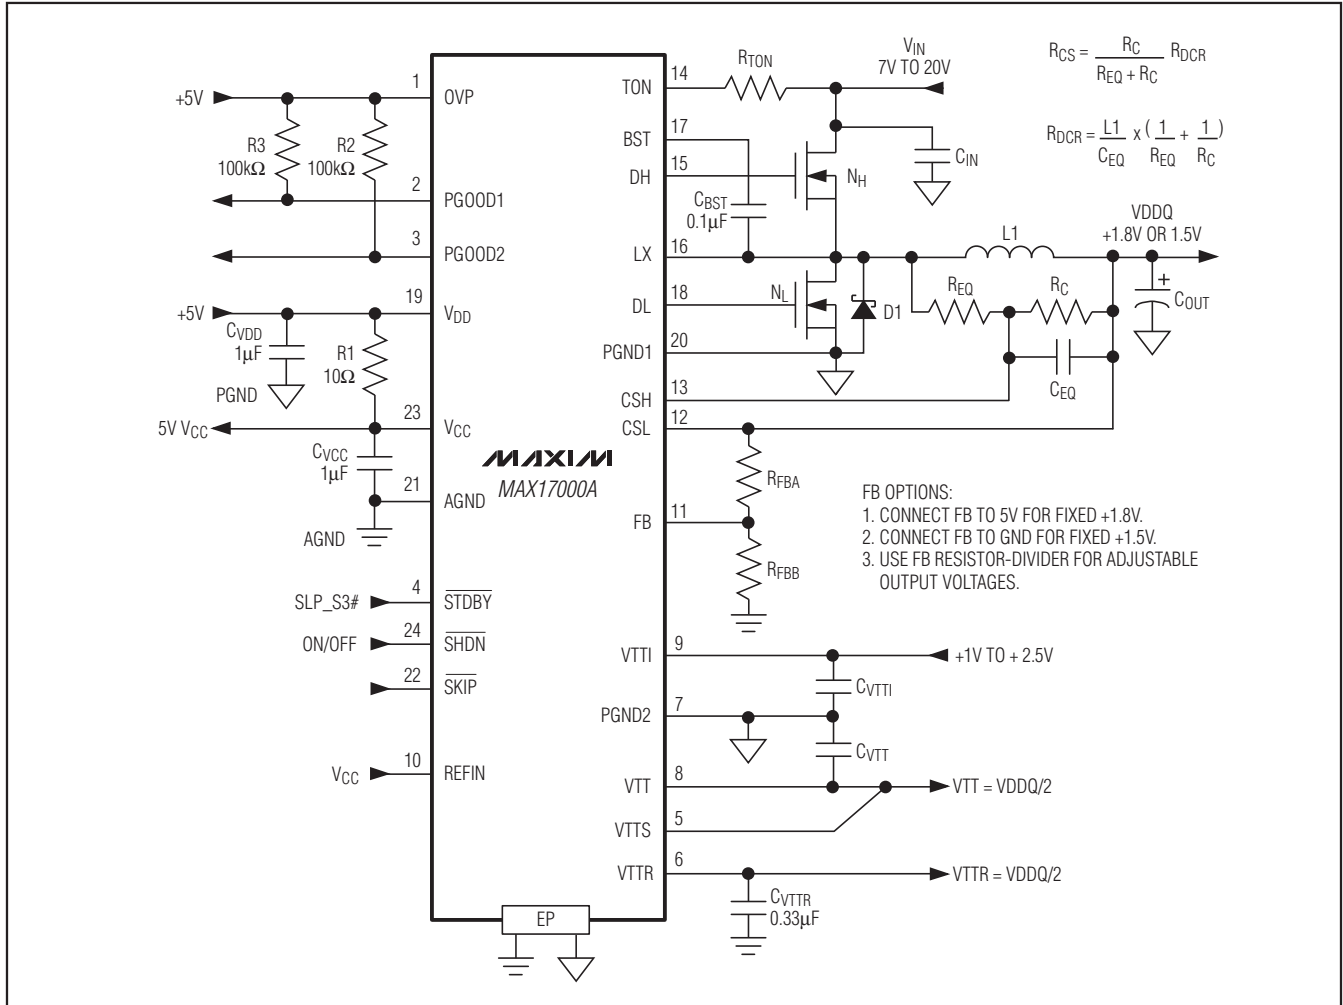 +5V
1
OVP
R3
100kΩ
R2
100kΩ
2
PGOOD1
3
PGOOD2
+5V
19
VDD
CVDD
1µF
R1
10Ω
PGND
5V VCC
23
VCC
CVCC
1µF
21
AGND
AGND
MAXIM
MAX17000A
SLP_S3#
4
STDBY
ON/OFF
24
SHDN
22
SKIP
VCC
10
REFIN
EP
TON
14
RTON
VIN
7V TO 20V
BST
17
DH
15
NH
CIN
CBST
0.1µF
LX
16
L1
VDDQ
+1.8V OR 1.5V
DL
18
NL
D1
REQ
RC
+
COUT
PGND1
20
CEQ
CSH
13
CSL
12
RFBA
FB
11
RFBB
RCS = RC / REQ + RC RDCR
RDCR = L1 / CEQ x ( 1 / REQ + 1 / RC )
FB OPTIONS:
1. CONNECT FB TO 5V FOR FIXED +1.8V.
2. CONNECT FB TO GND FOR FIXED +1.5V.
3. USE FB RESISTOR-DIVIDER FOR ADJUSTABLE
OUTPUT VOLTAGES.
VTTI
9
+1V TO + 2.5V
CVTTI
PGND2
7
CVTT
VTT
8
VTT = VDDQ/2
VTTS
5
VTTR
6
VTTR = VDDQ/2
CVTTR
0.33µF